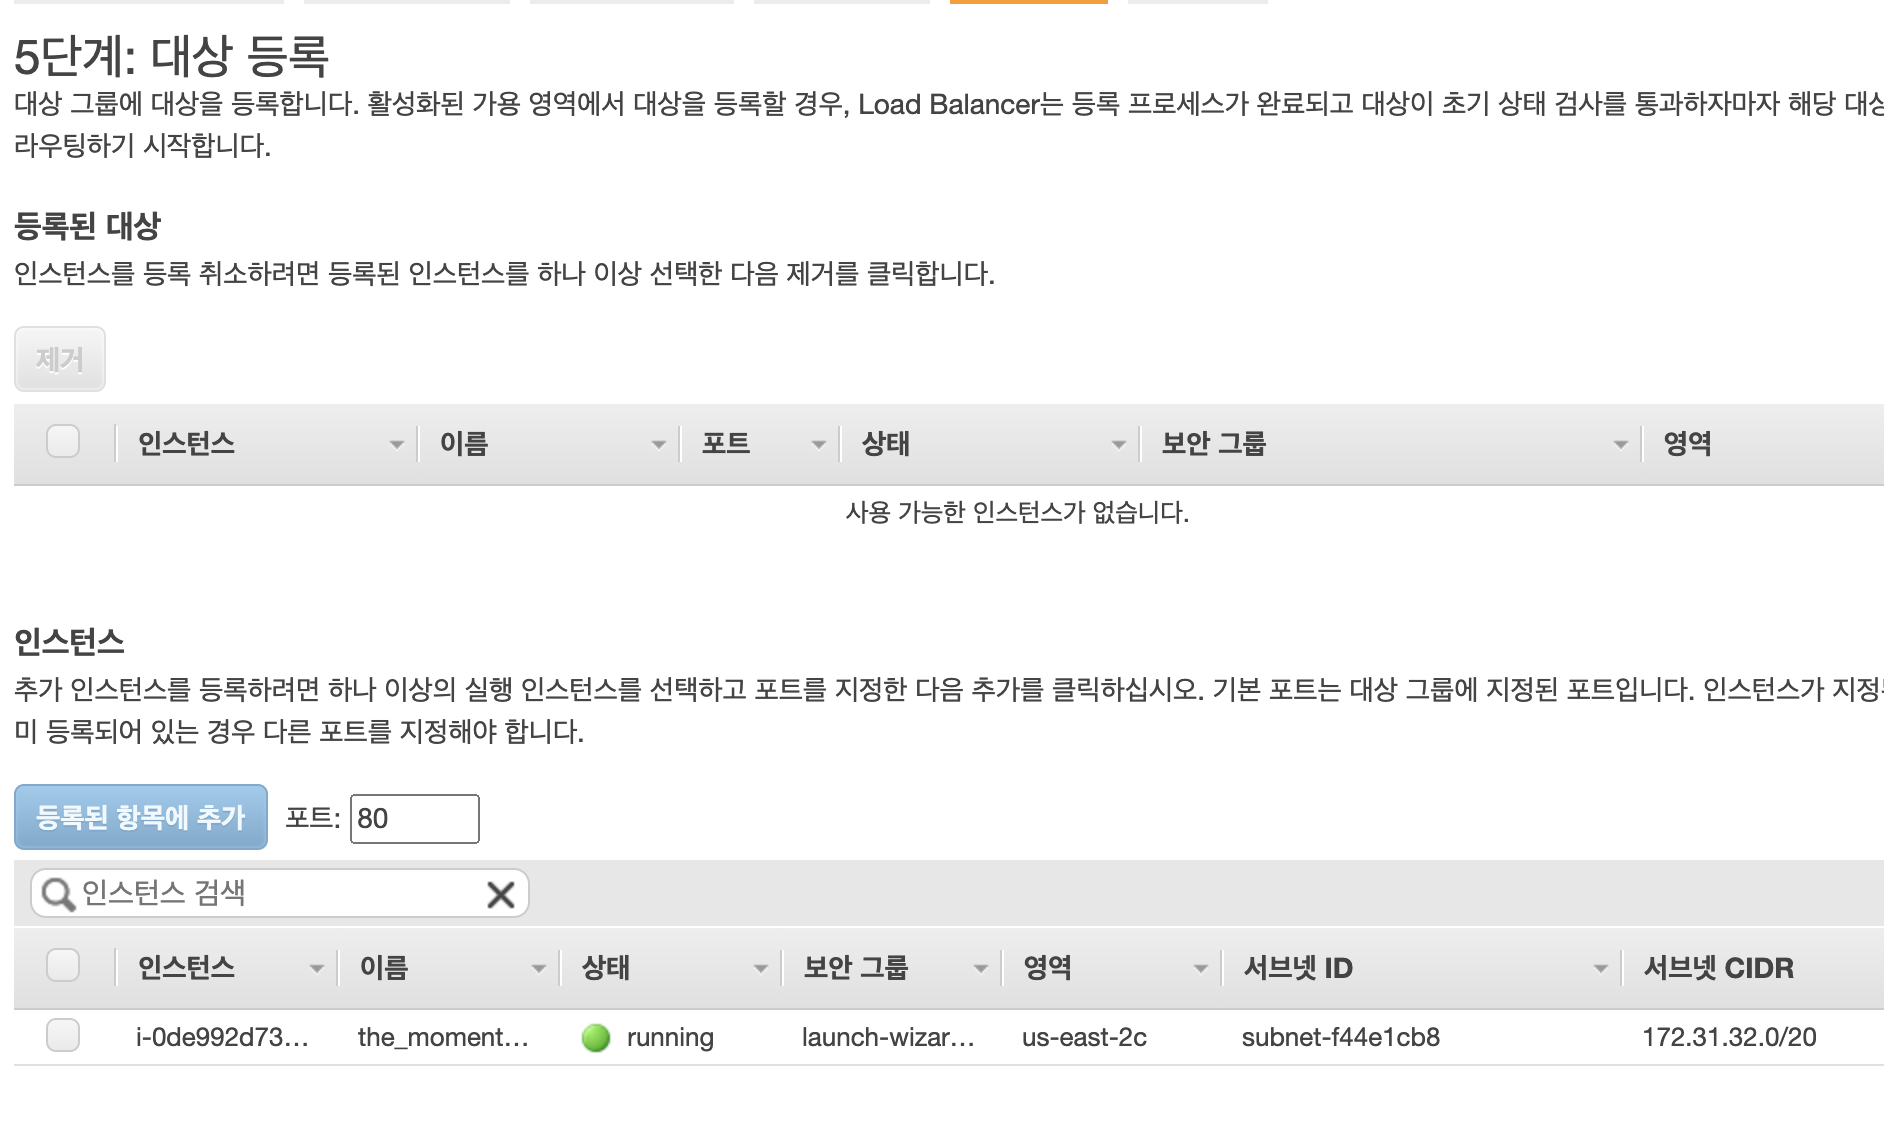 5단계: 대상 등록
대상 그룹에 대상을 등록합니다. 활성화된 가용 영역에서 대상을 등록할 경우, Load Balancer는 등록 프로세스가 완료되고 대상이 초기 상태 검사를 통과하자마자 해당 대상
라우팅하기 시작합니다.
등록된 대상
인스턴스를 등록 취소하려면 등록된 인스턴스를 하나 이상 선택한 다음 제거를 클릭합니다.
제거
인스턴스 이름 포트 상태 보안 그룹 영역
사용 가능한 인스턴스가 없습니다.
인스턴스
추가 인스턴스를 등록하려면 하나 이상의 실행 인스턴스를 선택하고 포트를 지정한 다음 추가를 클릭하십시오. 기본 포트는 대상 그룹에 지정된 포트입니다. 인스턴스가
미 등록되어 있는 경우 다른 포트를 지정해야 합니다.
등록된 항목에 추가 포트: 80
인스턴스 검색
인스턴스 이름 상태 보안 그룹 영역 서브넷 ID 서브넷 CIDR
i-0de992d73... the_moment... running launch-wizar... us-east-2c subnet-f44e1cb8 172.31.32.0/20